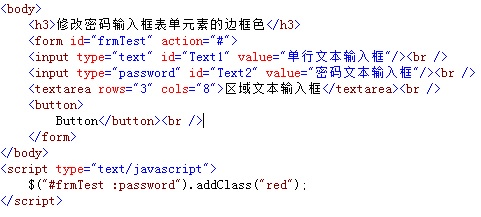 <body>
<h3>修改密码输入框表单元素的边框色</h3>
<form id="frmTest" action="#">
<input type="text" id="Text1" value="单行文本输入框"/><br />
<input type="password" id="Text2" value="密码文本输入框"/><br />
<textarea rows="3" cols="8">区域文本输入框</textarea><br />
<button>
Button</button><br />
</form>
</body>
<script type="text/javascript">
$("#frmTest :password").addClass("red");
</script>